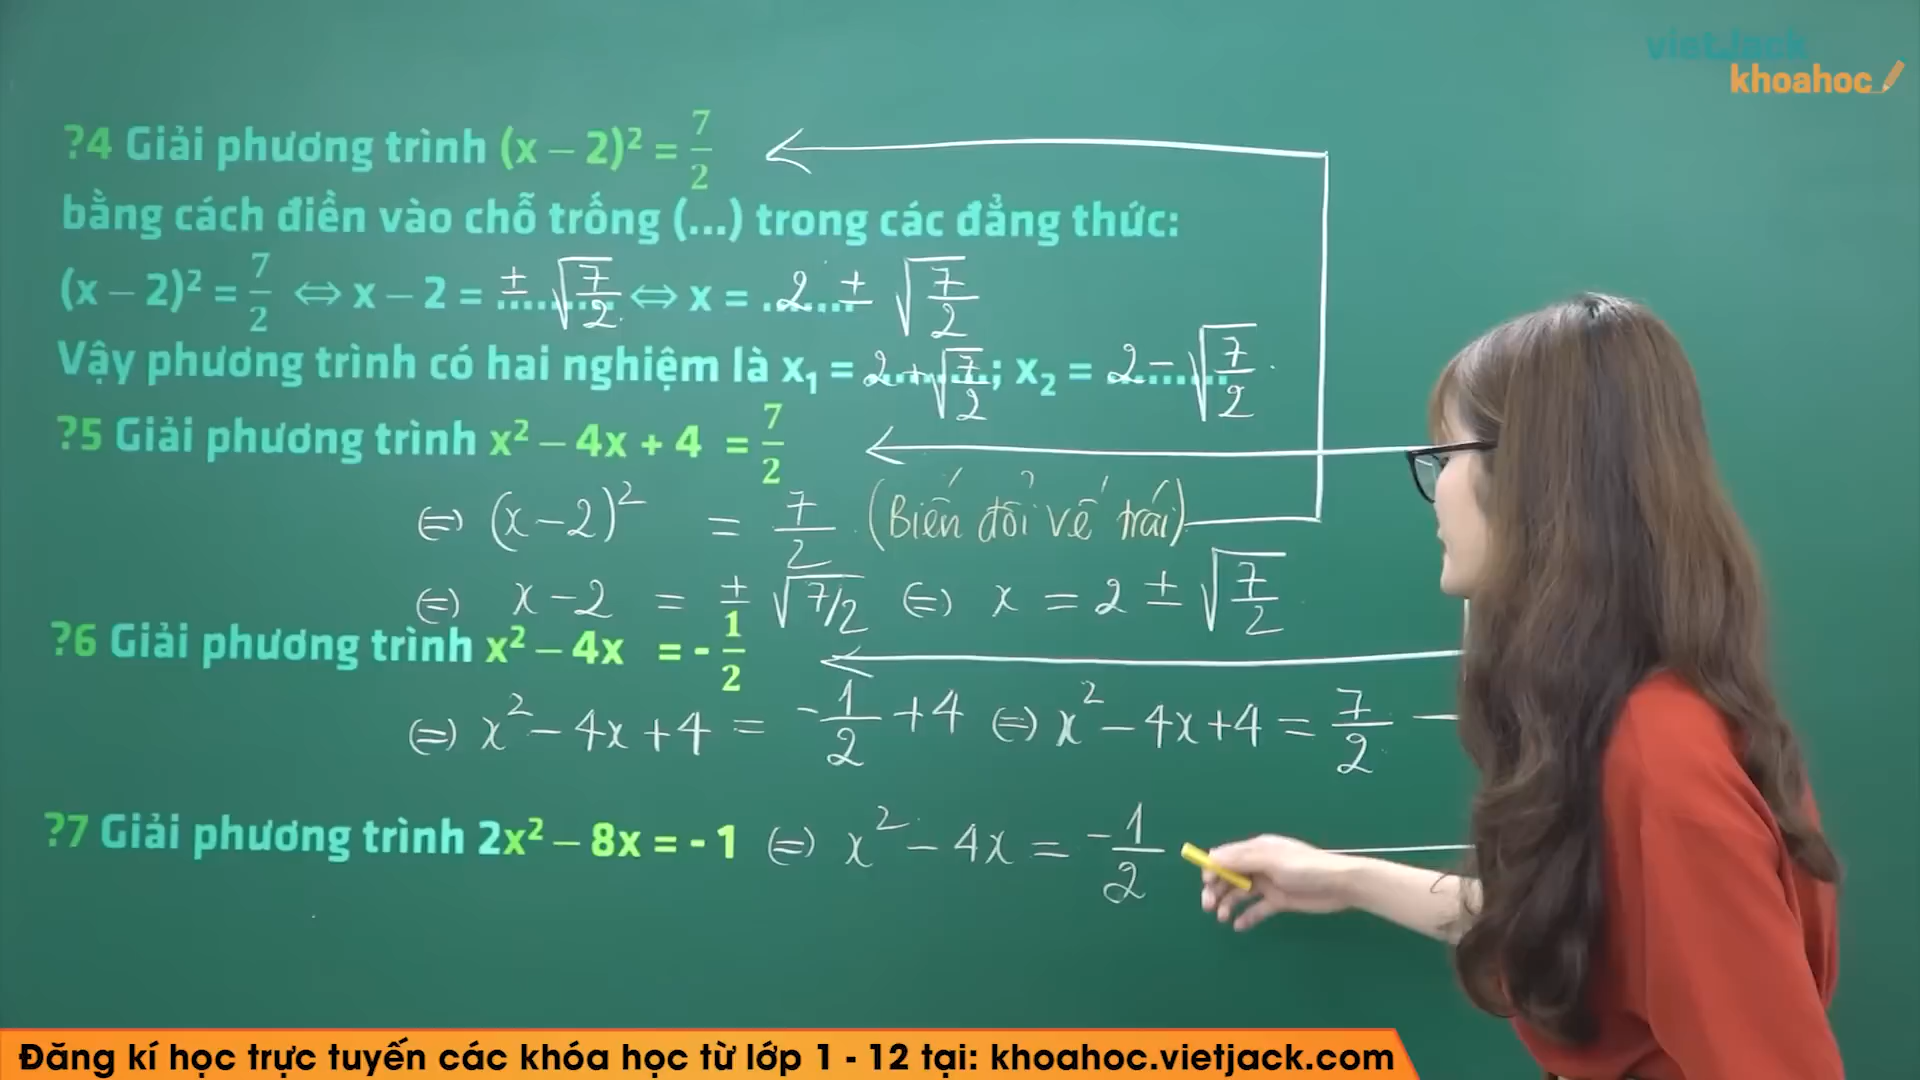 vietJack
khoahoc
?4 Giải phương trình (x – 2)² = 7/2
bằng cách điền vào chỗ trống (...) trong các đẳng thức:
(x – 2)² = 7/2 ⇔ x – 2 = ± √(7/2) ⇔ x = 2 ± √(7/2)
Vậy phương trình có hai nghiệm là x₁ = 2 + √(7/2); x₂ = 2 – √(7/2)
?5 Giải phương trình x² – 4x + 4 = 7/2
⇔ (x – 2)² = 7/2 (Biến đổi vế trái)
⇔ x – 2 = ± √(7/2) ⇔ x = 2 ± √(7/2)
?6 Giải phương trình x² – 4x = - 1/2
⇔ x² – 4x + 4 = -1/2 + 4 ⇔ x² – 4x + 4 = 7/2
?7 Giải phương trình 2x² – 8x = - 1 ⇔ x² – 4x = -1/2
Đăng kí học trực tuyến các khóa học từ lớp 1 - 12 tại: khoahoc.vietjack.com